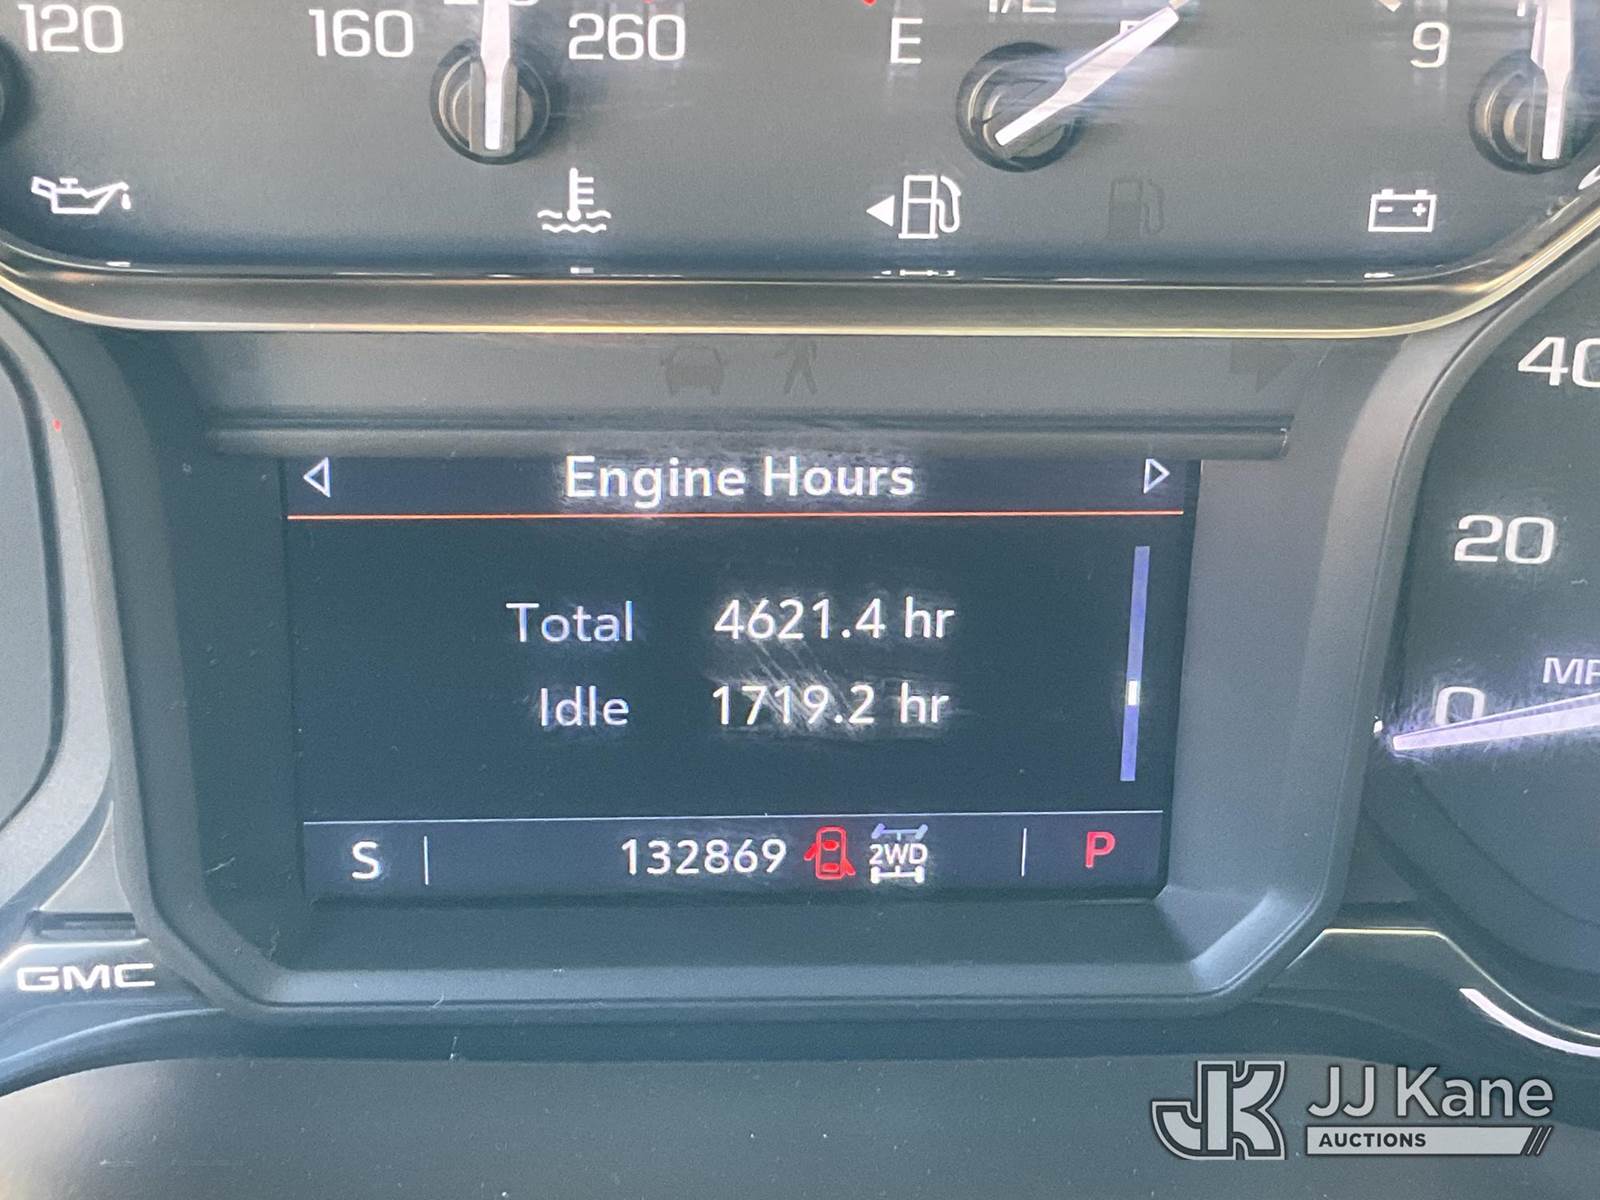 120 160 260 E 9
- +
40
Engine Hours
20
Total 4621.4 hr
Idle 1719.2 hr
0
S 132869 2WD P
GMC
JK JJ Kane
AUCTIONS